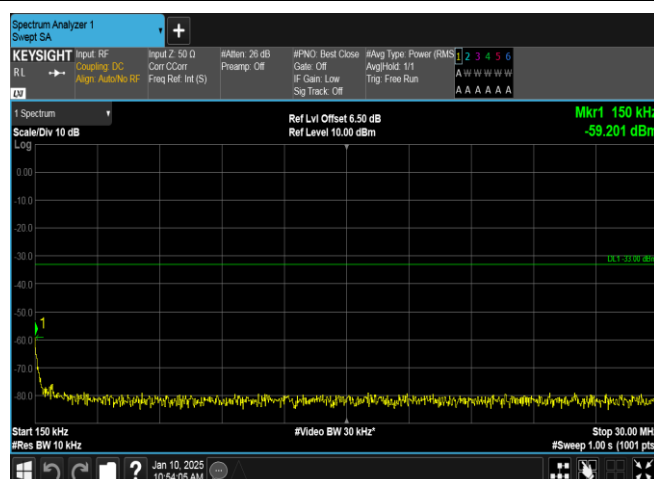 Spectrum Analyzer 1
Swept SA
+
KEYSIGHT
RL
LXI
Input: RF
Coupling: DC
Align: Auto/No RF
Input Z: 50 Ω
Corr CCorr
Freq Ref: Int (S)
#Atten: 26 dB
Preamp: Off
#PNO: Best Close
Gate: Off
IF Gain: Low
Sig Track: Off
#Avg Type: Power (RMS
Avg|Hold: 1/1
Trig: Free Run
1 2 3 4 5 6
A W W W W W
A A A A A A
1 Spectrum
Scale/Div 10 dB
Log
Ref Lvl Offset 6.50 dB
Ref Level 10.00 dBm
Mkr1 150 kHz
-59.201 dBm
0.00
-10.0
-20.0
-30.0
DL1 -33.00 dBm
-40.0
-50.0
1
-60.0
-70.0
-80.0
Start 150 kHz
#Res BW 10 kHz
#Video BW 30 kHz*
Stop 30.00 MHz
#Sweep 1.00 s (1001 pts
?
Jan 10, 2025
10:54:05 AM